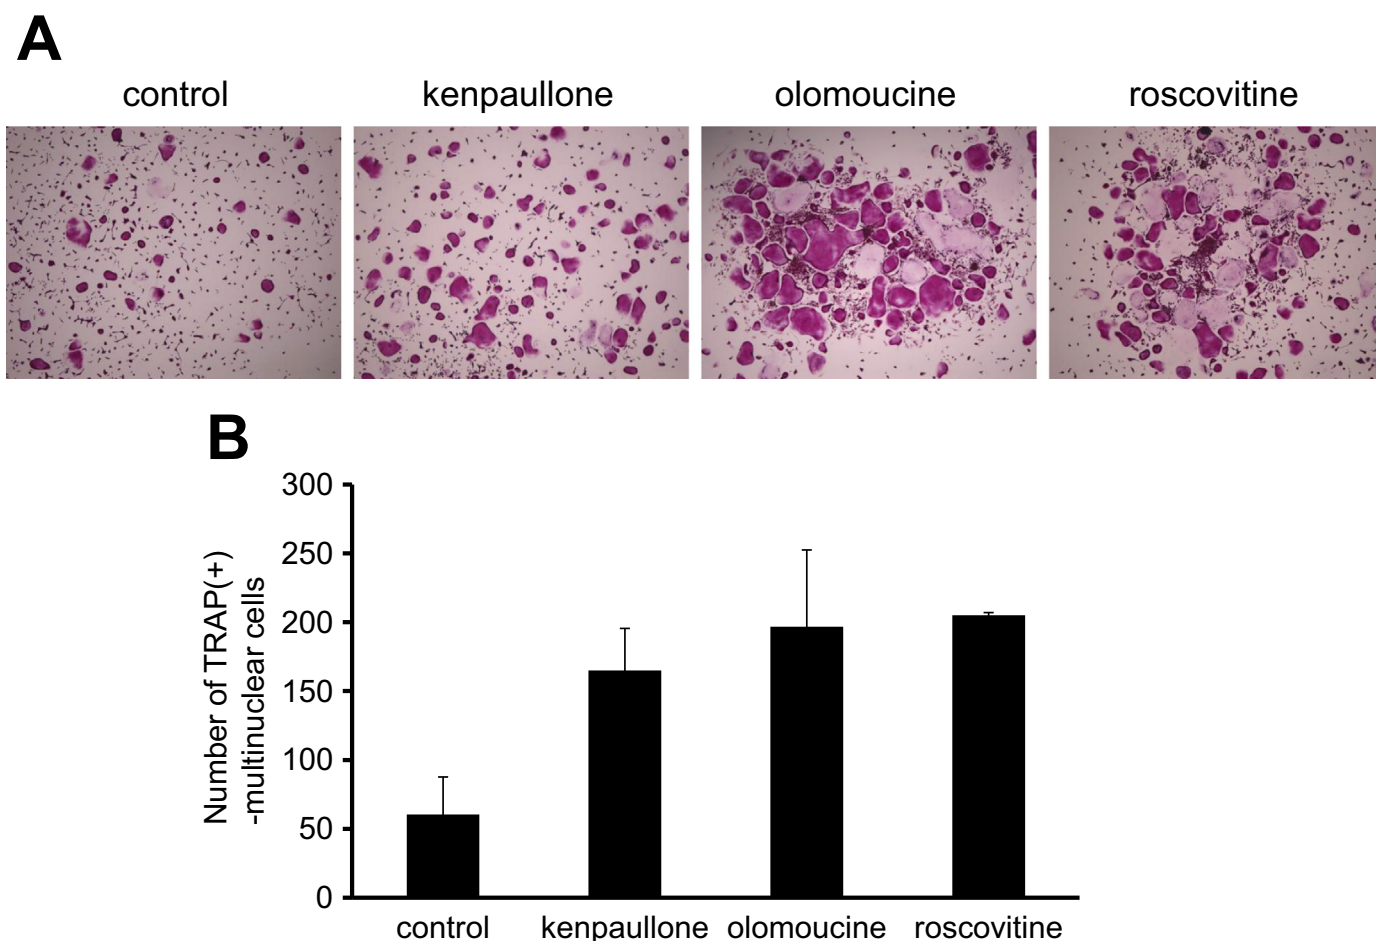 A
control kenpaullone olomoucine roscovitine
B
300
250
200
150
100
50
0
Number of TRAP(+)
-multinuclear cells
control kenpaullone olomoucine roscovitine